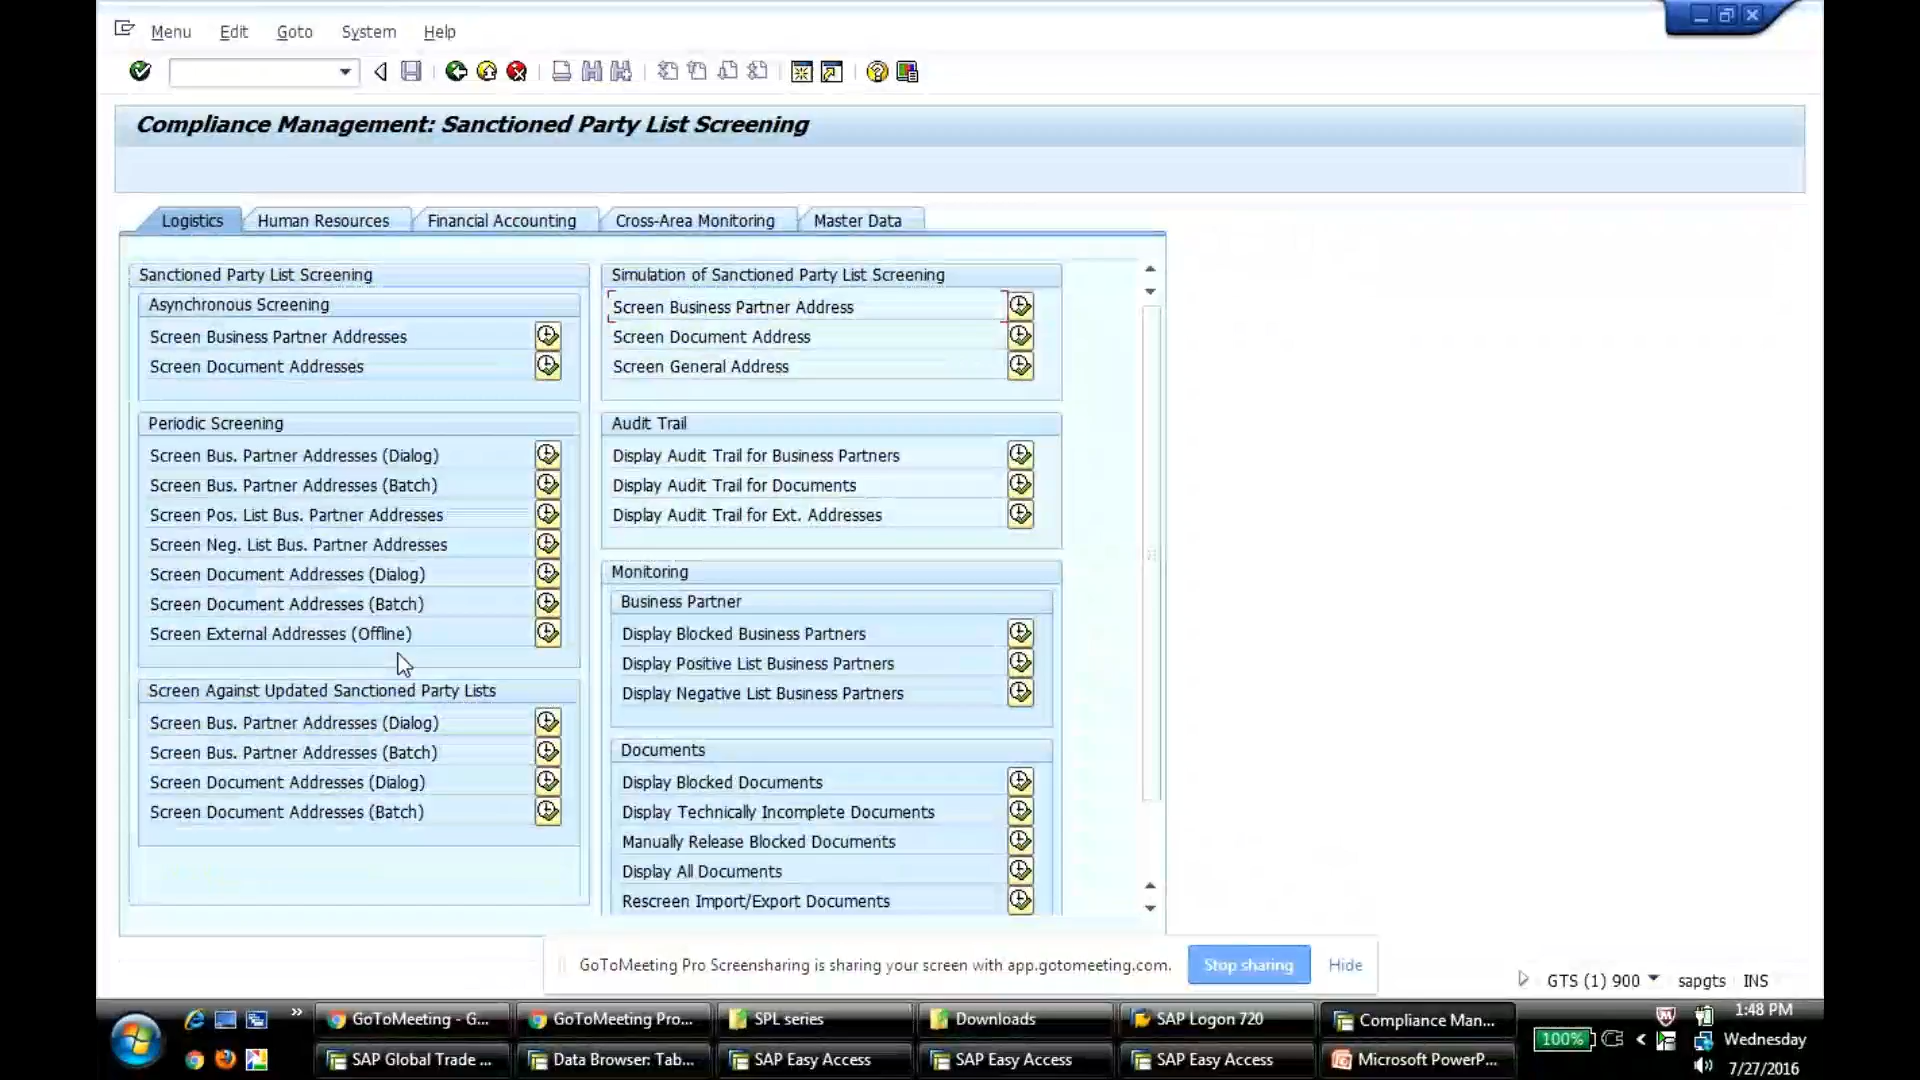 Menu Edit Goto System Help
Compliance Management: Sanctioned Party List Screening
Logistics Human Resources Financial Accounting Cross-Area Monitoring Master Data
Sanctioned Party List Screening
Asynchronous Screening
Screen Business Partner Addresses
Screen Document Addresses
Periodic Screening
Screen Bus. Partner Addresses (Dialog)
Screen Bus. Partner Addresses (Batch)
Screen Pos. List Bus. Partner Addresses
Screen Neg. List Bus. Partner Addresses
Screen Document Addresses (Dialog)
Screen Document Addresses (Batch)
Screen External Addresses (Offline)
Screen Against Updated Sanctioned Party Lists
Screen Bus. Partner Addresses (Dialog)
Screen Bus. Partner Addresses (Batch)
Screen Document Addresses (Dialog)
Screen Document Addresses (Batch)
Simulation of Sanctioned Party List Screening
Screen Business Partner Address
Screen Document Address
Screen General Address
Audit Trail
Display Audit Trail for Business Partners
Display Audit Trail for Documents
Display Audit Trail for Ext. Addresses
Monitoring
Business Partner
Display Blocked Business Partners
Display Positive List Business Partners
Display Negative List Business Partners
Documents
Display Blocked Documents
Display Technically Incomplete Documents
Manually Release Blocked Documents
Display All Documents
Rescreen Import/Export Documents
GoToMeeting Pro Screensharing is sharing your screen with app.gotomeeting.com. Stop sharing Hide
GTS (1) 900 sapgts INS
GoToMeeting - G... GoToMeeting Pro... SPL series Downloads SAP Logon 720 Compliance Man...
SAP Global Trade ... Data Browser: Tab... SAP Easy Access SAP Easy Access SAP Easy Access Microsoft PowerP...
100%
1:48 PM
Wednesday
7/27/2016